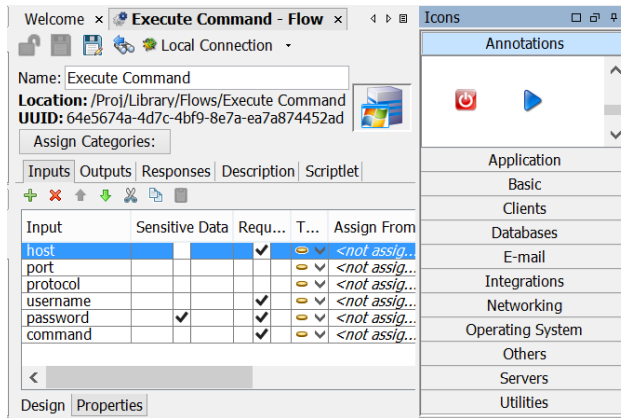 Welcome × Execute Command - Flow ×
Local Connection
Name: Execute Command
Location: /Proj/Library/Flows/Execute Command
UUID: 64e5674a-4d7c-4bf9-8e7a-ea7a874452ad
Assign Categories:
Inputs Outputs Responses Description Scriptlet
Input Sensitive Data Requ... T... Assign From
host <not assig...
port <not assig...
protocol <not assig...
username <not assig...
password <not assig...
command <not assig...
Design Properties
Icons
Annotations
Application
Basic
Clients
Databases
E-mail
Integrations
Networking
Operating System
Others
Servers
Utilities